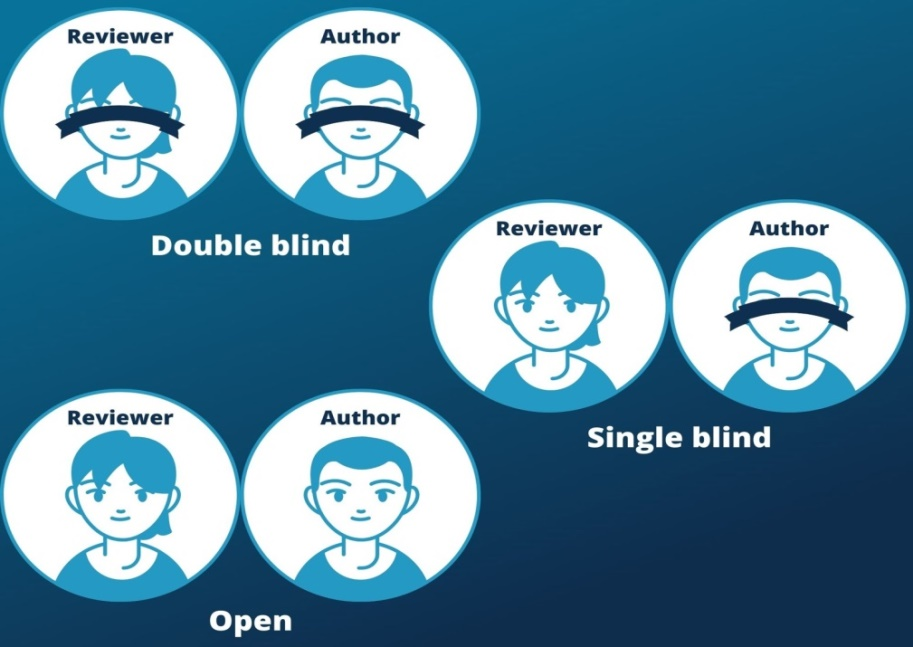 Reviewer
Author
Double blind
Reviewer
Author
Single blind
Reviewer
Author
Open